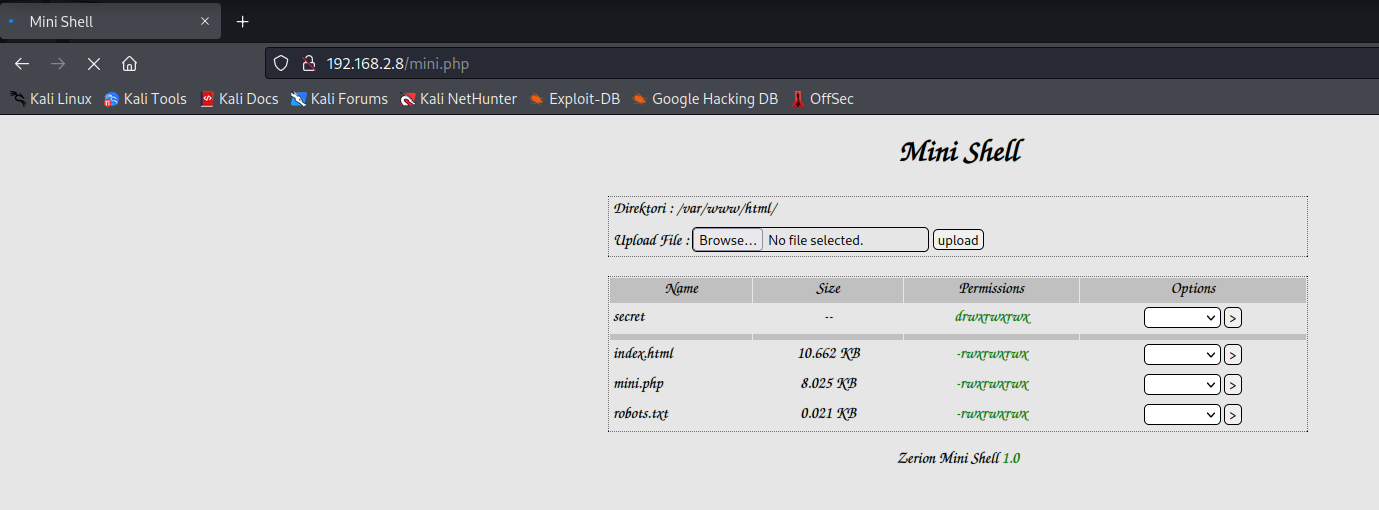 Mini Shell
192.168.2.8/mini.php
Kali Linux Kali Tools Kali Docs Kali Forums Kali NetHunter Exploit-DB Google Hacking DB OffSec
Mini Shell
Direktori : /var/www/html/
Upload File : Browse... No file selected. upload
Name Size Permissions Options
secret -- drwxrwxrwx >
index.html 10.662 KB -rwxrwxrwx >
mini.php 8.025 KB -rwxrwxrwx >
robots.txt 0.021 KB -rwxrwxrwx >
Zerion Mini Shell 1.0